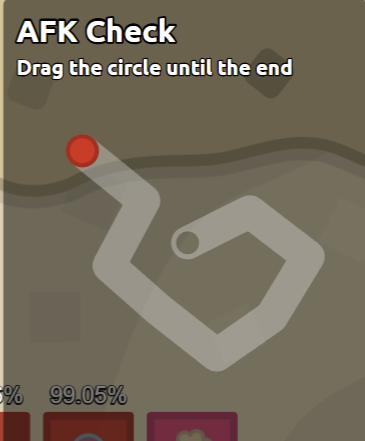 AFK Check
Drag the circle until the end
% 99.05%